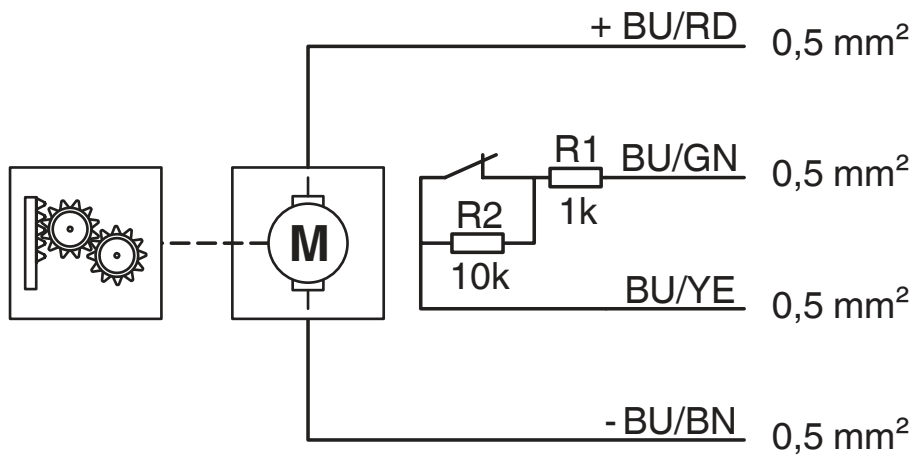 + BU/RD 0,5 mm²
R1 BU/GN 0,5 mm²
1k
R2
10k
M
BU/YE 0,5 mm²
- BU/BN 0,5 mm²